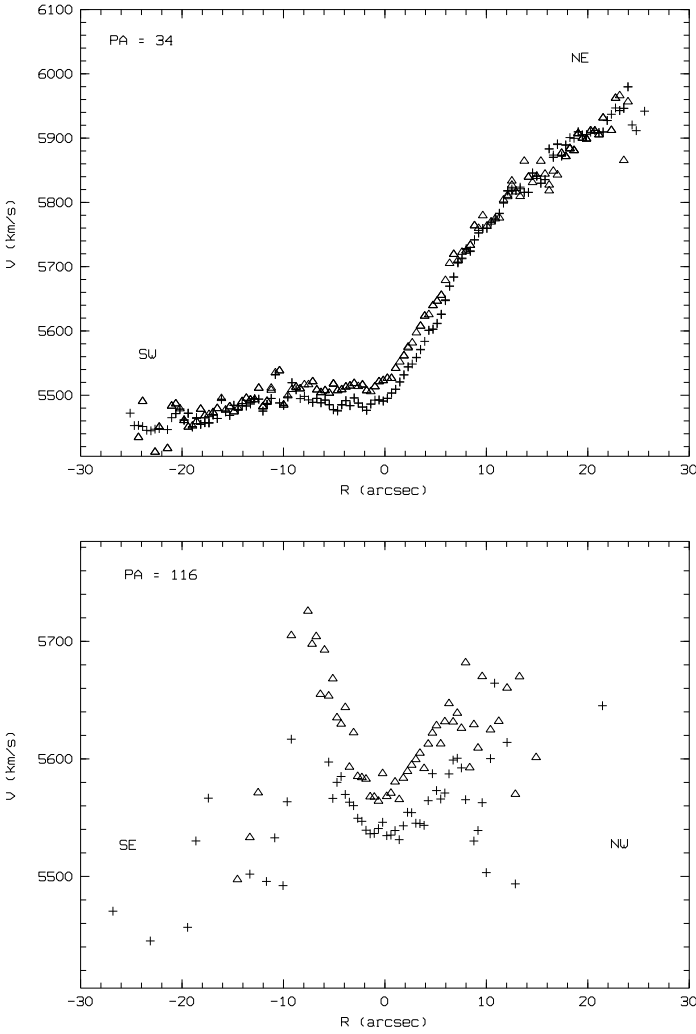 6100
PA = 34
NE
6000
5900
5800
V (km/s)
5700
5600
SW
5500
-30 -20 -10 0 10 20 30
R (arcsec)
PA = 116
5700
V (km/s)
5600
SE NW
5500
-30 -20 -10 0 10 20 30
R (arcsec)